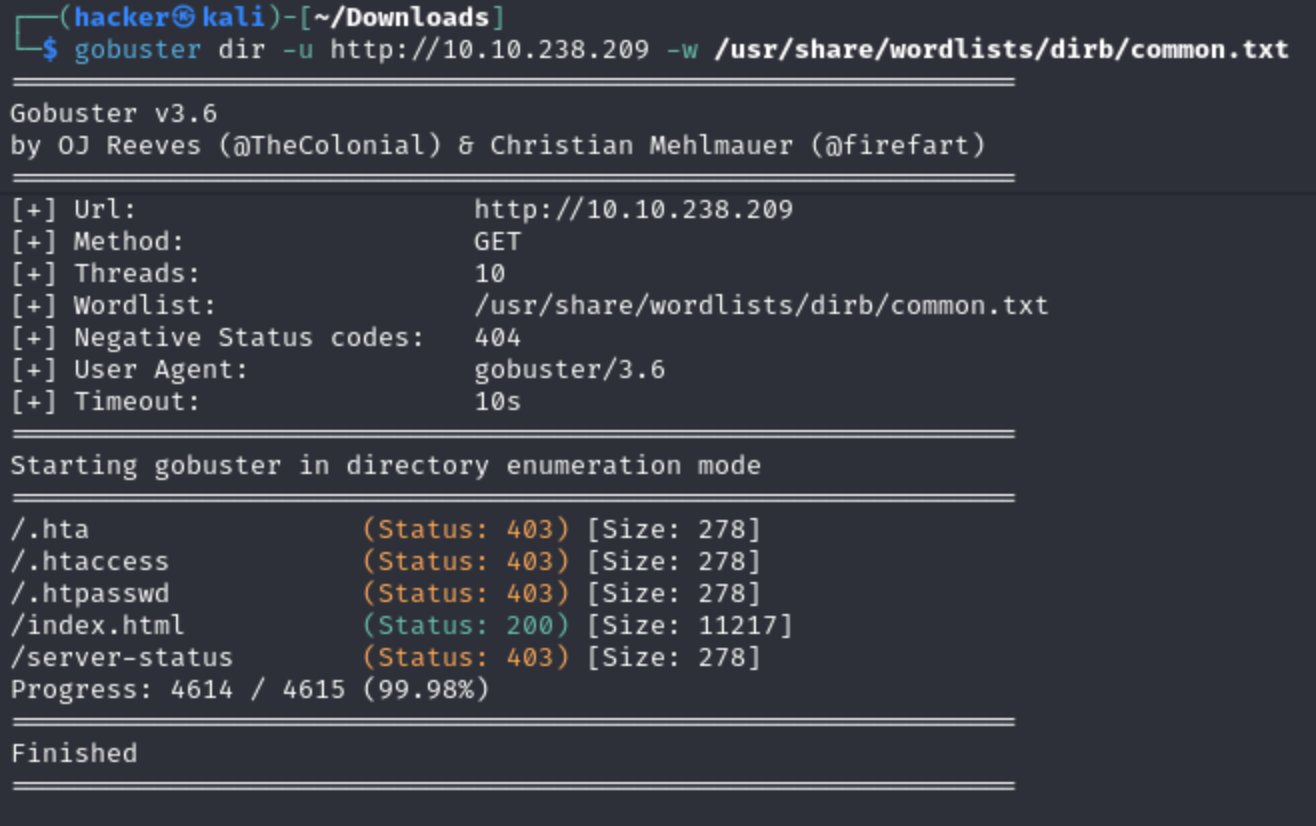 ┌──(hacker㉿kali)-[~/Downloads]
└─$ gobuster dir -u http://10.10.238.209 -w /usr/share/wordlists/dirb/common.txt
===============================================================
Gobuster v3.6
by OJ Reeves (@TheColonial) & Christian Mehlmauer (@firefart)
===============================================================
[+] Url:                     http://10.10.238.209
[+] Method:                  GET
[+] Threads:                 10
[+] Wordlist:                /usr/share/wordlists/dirb/common.txt
[+] Negative Status codes:   404
[+] User Agent:              gobuster/3.6
[+] Timeout:                 10s
===============================================================
Starting gobuster in directory enumeration mode
===============================================================
/.hta                 (Status: 403) [Size: 278]
/.htaccess            (Status: 403) [Size: 278]
/.htpasswd            (Status: 403) [Size: 278]
/index.html           (Status: 200) [Size: 11217]
/server-status        (Status: 403) [Size: 278]
Progress: 4614 / 4615 (99.98%)
===============================================================
Finished
===============================================================